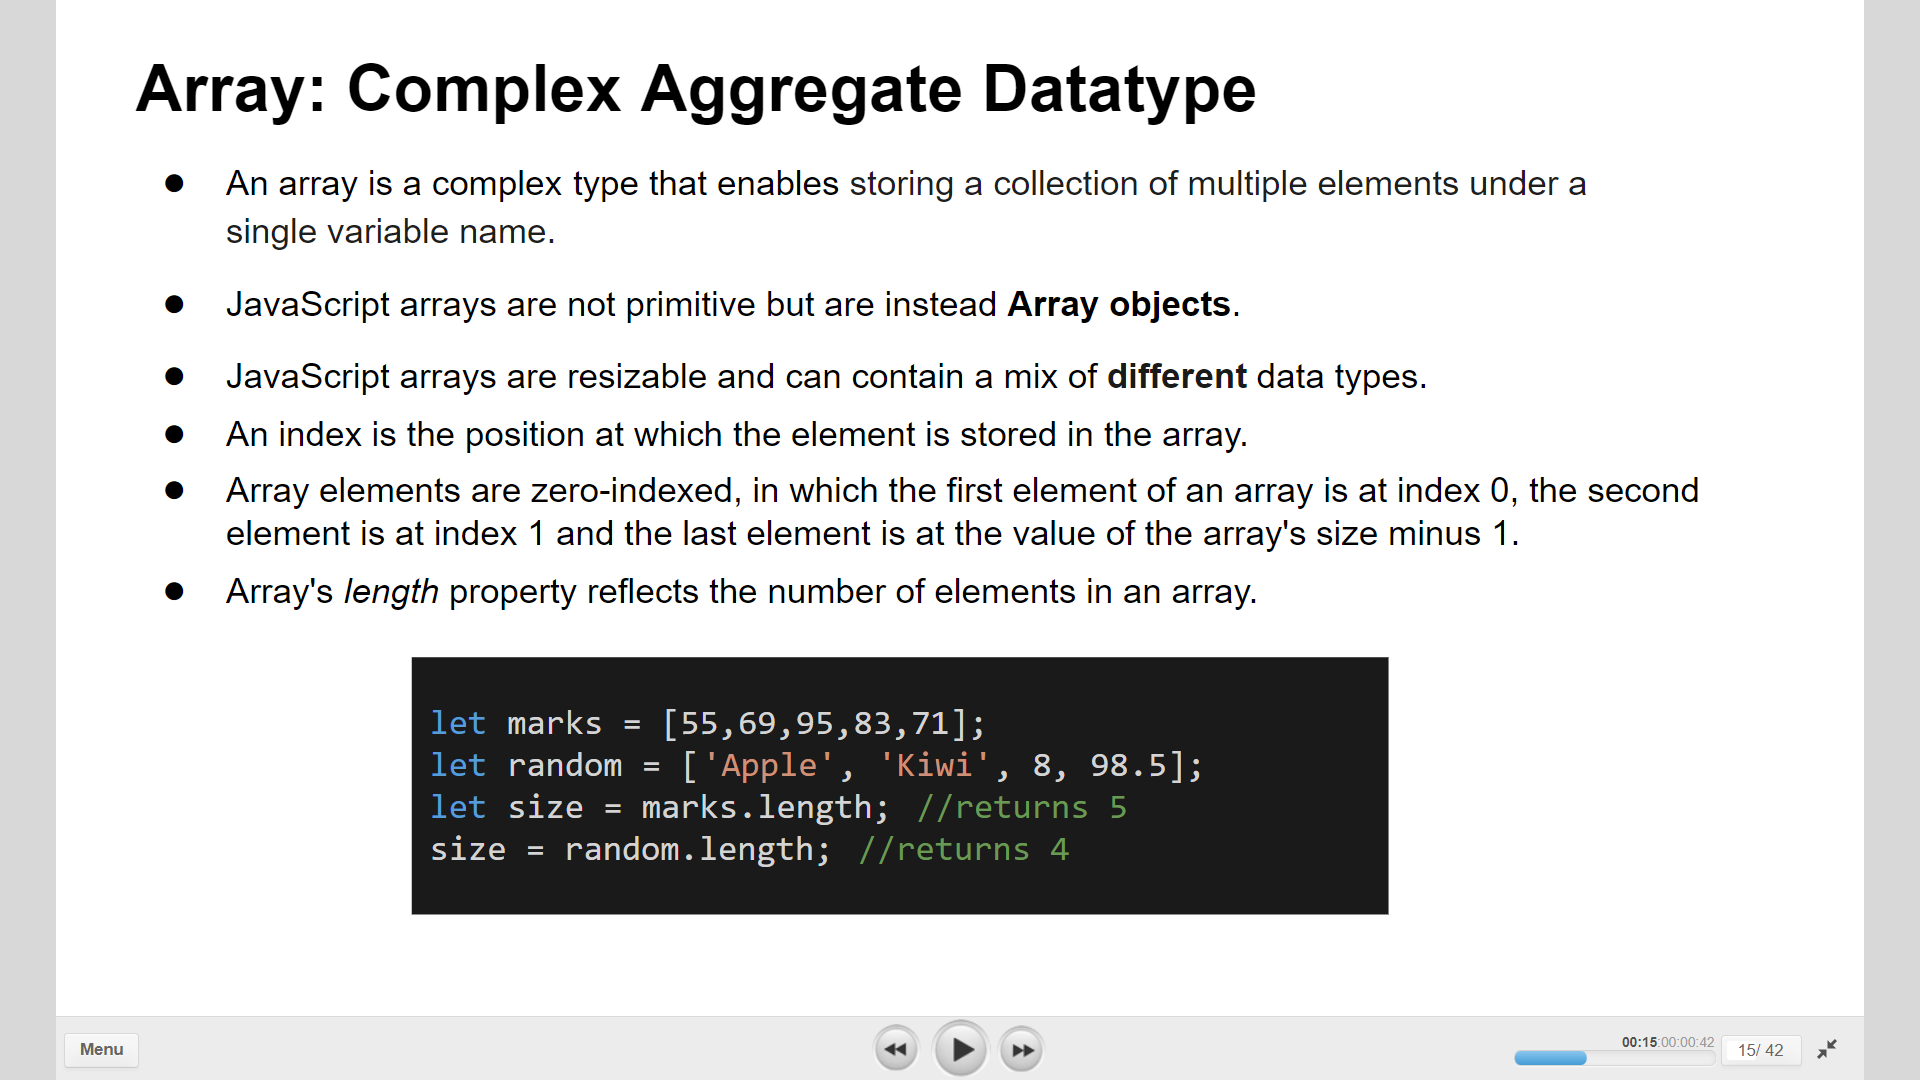 Array: Complex Aggregate Datatype
● An array is a complex type that enables storing a collection of multiple elements under a
single variable name.
● JavaScript arrays are not primitive but are instead Array objects.
● JavaScript arrays are resizable and can contain a mix of different data types.
● An index is the position at which the element is stored in the array.
● Array elements are zero-indexed, in which the first element of an array is at index 0, the second
element is at index 1 and the last element is at the value of the array's size minus 1.
● Array's length property reflects the number of elements in an array.
let marks = [55,69,95,83,71];
let random = ['Apple', 'Kiwi', 8, 98.5];
let size = marks.length; //returns 5
size = random.length; //returns 4
Menu
00:15:00:00:42
15/ 42